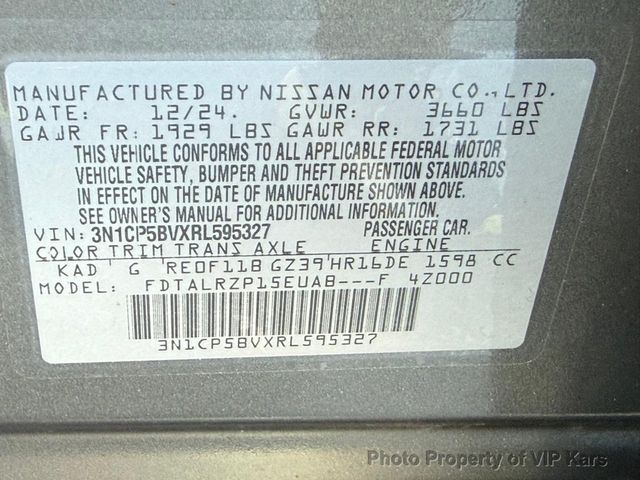 MANUFACTURED BY NISSAN MOTOR CO.,LTD.
DATE: 12/24. GVWR: 3660 LBS
GAJR FR: 1929 LBS GAWR RR: 1731 LBS
THIS VEHICLE CONFORMS TO ALL APPLICABLE FEDERAL MOTOR
VEHICLE SAFETY, BUMPER AND THEFT PREVENTION STANDARDS
IN EFFECT ON THE DATE OF MANUFACTURE SHOWN ABOVE.
SEE OWNER'S MANUAL FOR ADDITIONAL INFORMATION.
VIN: 3N1CP5BVXRL595327 PASSENGER CAR.
COLOR TRIM TRANS AXLE ENGINE
KAD G RE0F11B GZ39 HR16DE 1598 CC
MODEL: FDTALRZP15EUAB---F 4Z000
3N1CP5BVXRL595327
Photo Property of VIP Kars